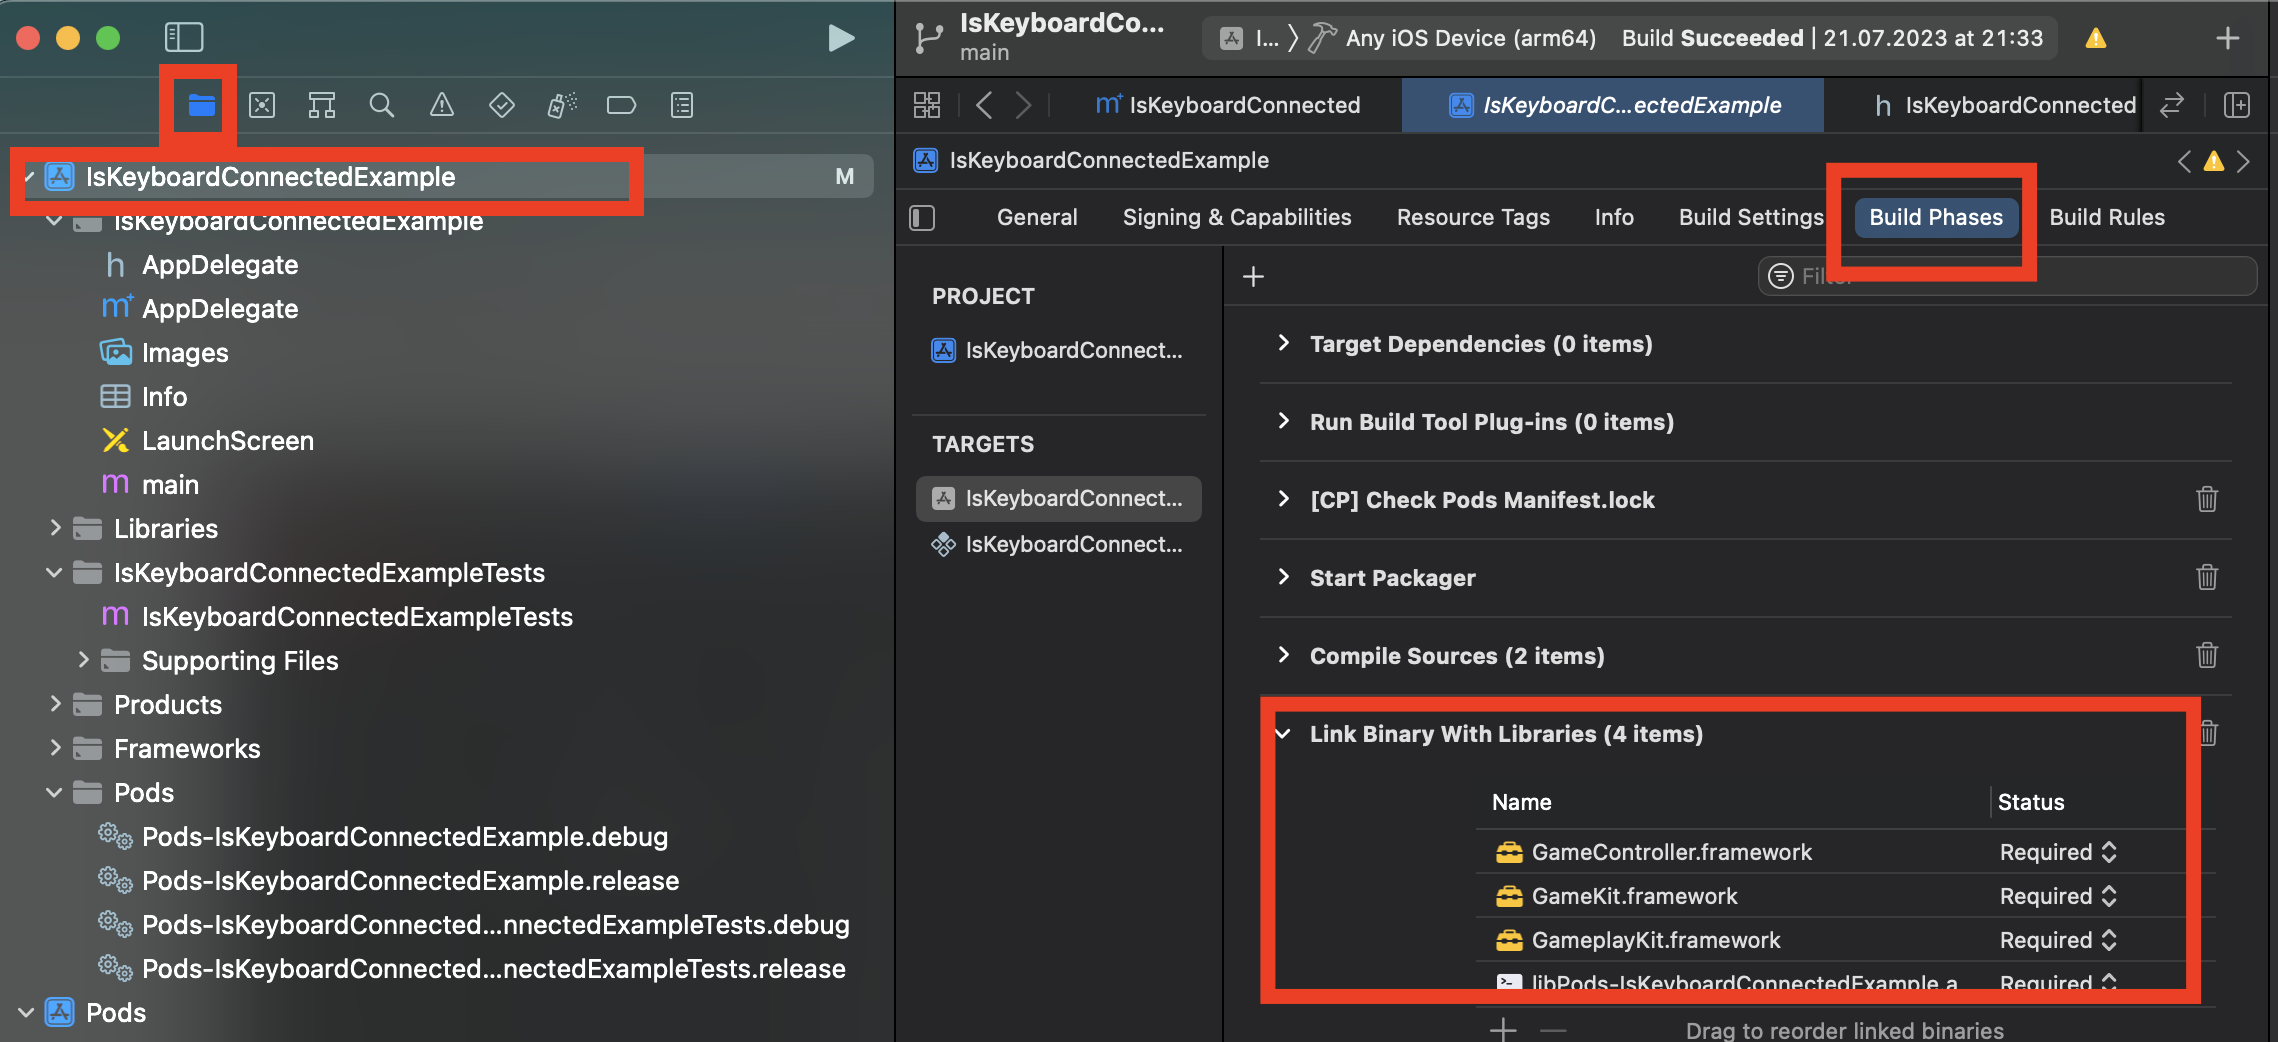 IsKeyboardCo...
main
I... Any iOS Device (arm64) Build Succeeded | 21.07.2023 at 21:33
IsKeyboardConnected
IsKeyboardC...ectedExample
IsKeyboardConnected
IsKeyboardConnectedExample M
IsKeyboardConnectedExample
AppDelegate
AppDelegate
Images
Info
LaunchScreen
main
Libraries
IsKeyboardConnectedExampleTests
IsKeyboardConnectedExampleTests
Supporting Files
Products
Frameworks
Pods
Pods-IsKeyboardConnectedExample.debug
Pods-IsKeyboardConnectedExample.release
Pods-IsKeyboardConnected...nnectedExampleTests.debug
Pods-IsKeyboardConnected...nectedExampleTests.release
Pods
IsKeyboardConnectedExample
General Signing & Capabilities Resource Tags Info Build Settings Build Phases Build Rules
PROJECT
IsKeyboardConnect...
TARGETS
IsKeyboardConnect...
IsKeyboardConnect...
Filter
Target Dependencies (0 items)
Run Build Tool Plug-ins (0 items)
[CP] Check Pods Manifest.lock
Start Packager
Compile Sources (2 items)
Link Binary With Libraries (4 items)
Name Status
GameController.framework Required
GameKit.framework Required
GameplayKit.framework Required
libPods-IsKeyboardConnectedExample.a Required
Drag to reorder linked binaries